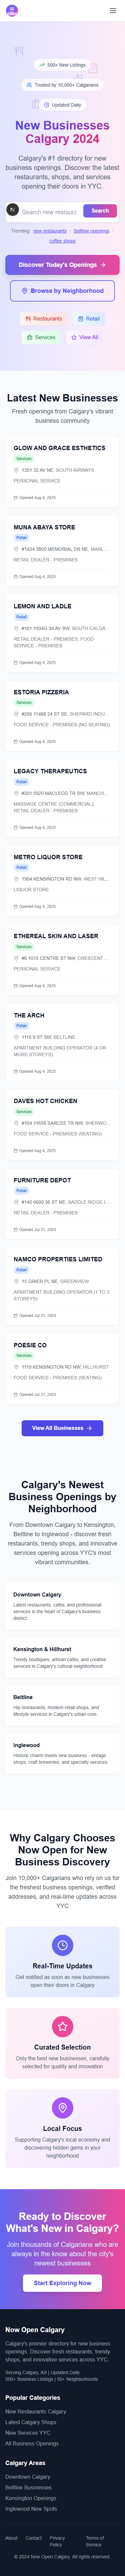 500+ New Listings
Trusted by 10,000+ Calgarians
Updated Daily
New Businesses
Calgary 2024
Calgary's #1 directory for new
business openings. Discover the latest
restaurants, shops, and service
openings their doors in YYC.
Search new restaus
Search
Trending: new restaurants
Beltline openings
coffee shops
Discover Today's Openings
Browse by Neighborhood
Restaurants
Retail
Services
View All
Latest New Businesses
Fresh openings from Calgary's vibrant
business community
GLOW AND GRACE ESTHETICS
Services
1351 32 AV NE, SOUTH AIRWAYS
PERSONAL SERVICE
Opened Aug 4, 2025
MUNA ABAYA STORE
Retail
#1434 3800 MEMORIAL DR NE, MARL...
RETAIL DEALER - PREMISES
Opened Aug 4, 2025
LEMON AND LADLE
Retail
SOUTH CALGA...
RETAIL DEALER - PREMISES, FOOD
SERVICE - PREMISES
Opened Aug 4, 2025
ESTORIA PIZZERIA
Services
#255 11488 24 ST SE, SHEPARD INDU...
FOOD SERVICE - PREMISES (NO SEATING)
Opened Aug 4, 2025
LEGACY THERAPEUTICS
Retail
#201 5920 MACLEOD TR SW, MANCH...
MASSAGE CENTRE (COMMERCIAL),
RETAIL DEALER - PREMISES
Opened Aug 4, 2025
METRO LIQUOR STORE
Retail
1904 KENSINGTON RD NW, WEST HIL...
LIQUOR STORE
Opened Aug 4, 2025
ETHEREAL SKIN AND LASER
Services
#6 1010 CENTRE ST NW, CRESCENT ...
PERSONAL SERVICE
Opened Aug 4, 2025
THE ARCH
Retail
1115 9 ST SW, BELTLINE
APARTMENT BUILDING OPERATOR (4 OR
MORE STOREYS)
Opened Aug 4, 2025
DAVES HOT CHICKEN
Services
#104 11938 SARCEE TR NW, SHERWO...
FOOD SERVICE - PREMISES (SEATING)
Opened Aug 4, 2025
FURNITURE DEPOT
Retail
#140 6600 36 ST NE, SADDLE RIDGE I...
RETAIL DEALER - PREMISES
Opened Jul 31, 2025
NAMCO PROPERTIES LIMITED
Retail
15 GRIER PL NE, GREENVIEW
APARTMENT BUILDING OPERATOR (1 TO 3
STOREYS)
Opened Jul 31, 2025
POESIE CO
Services
1119 KENSINGTON RD NW, HILLHURST
FOOD SERVICE - PREMISES (SEATING)
Opened Jul 31, 2025
View All Businesses
Calgary's Newest
Business Openings by
Neighborhood
From Downtown Calgary to Kensington,
Beltline to Inglewood - discover fresh
restaurants, trendy shops, and innovative
services opening across YYC's most
vibrant communities.
Downtown Calgary
Latest restaurants, cafes, and professional
services in the heart of Calgary's business
district
Kensington & Hillhurst
Trendy boutiques, artisan cafes, and creative
services in Calgary's cultural neighborhood
Beltline
Hip restaurants, modern retail shops, and
lifestyle services in Calgary's urban core
Inglewood
Historic charm meets new business - vintage
shops, craft breweries, and specialty services.
Why Calgary Chooses
Now Open for New
Business Discovery
Join 10,000+ Calgarians who rely on us for
the freshest business openings, verified
addresses, and real-time updates across
YYC
Real-Time Updates
Get notified as soon as new businesses
open their doors in Calgary
Curated Selection
Only the best new businesses, carefully
selected for quality and innovation
Local Focus
Supporting Calgary's local economy and
discovering hidden gems in your
neighborhood
Ready to Discover
What's New in Calgary?
Join thousands of Calgarians who are
always in the know about the city's
newest businesses
Start Exploring Now
Now Open Calgary
Calgary's premier directory for new business
openings. Discover fresh restaurants, trendy
shops, and innovative services across YYC.
Serving Calgary, AB | Updated Daily
500+ Business Listings | 50+ Neighborhoods
Popular Categories
New Restaurants Calgary
Latest Calgary Shops
New Services YYC
All Business Openings
Calgary Areas
Downtown Calgary
Beltline Businesses
Kensington Openings
Inglewood New Spots
About
Contact
Privacy
Policy
Terms of
Service
© 2024 Now Open Calgary. All rights reserved.